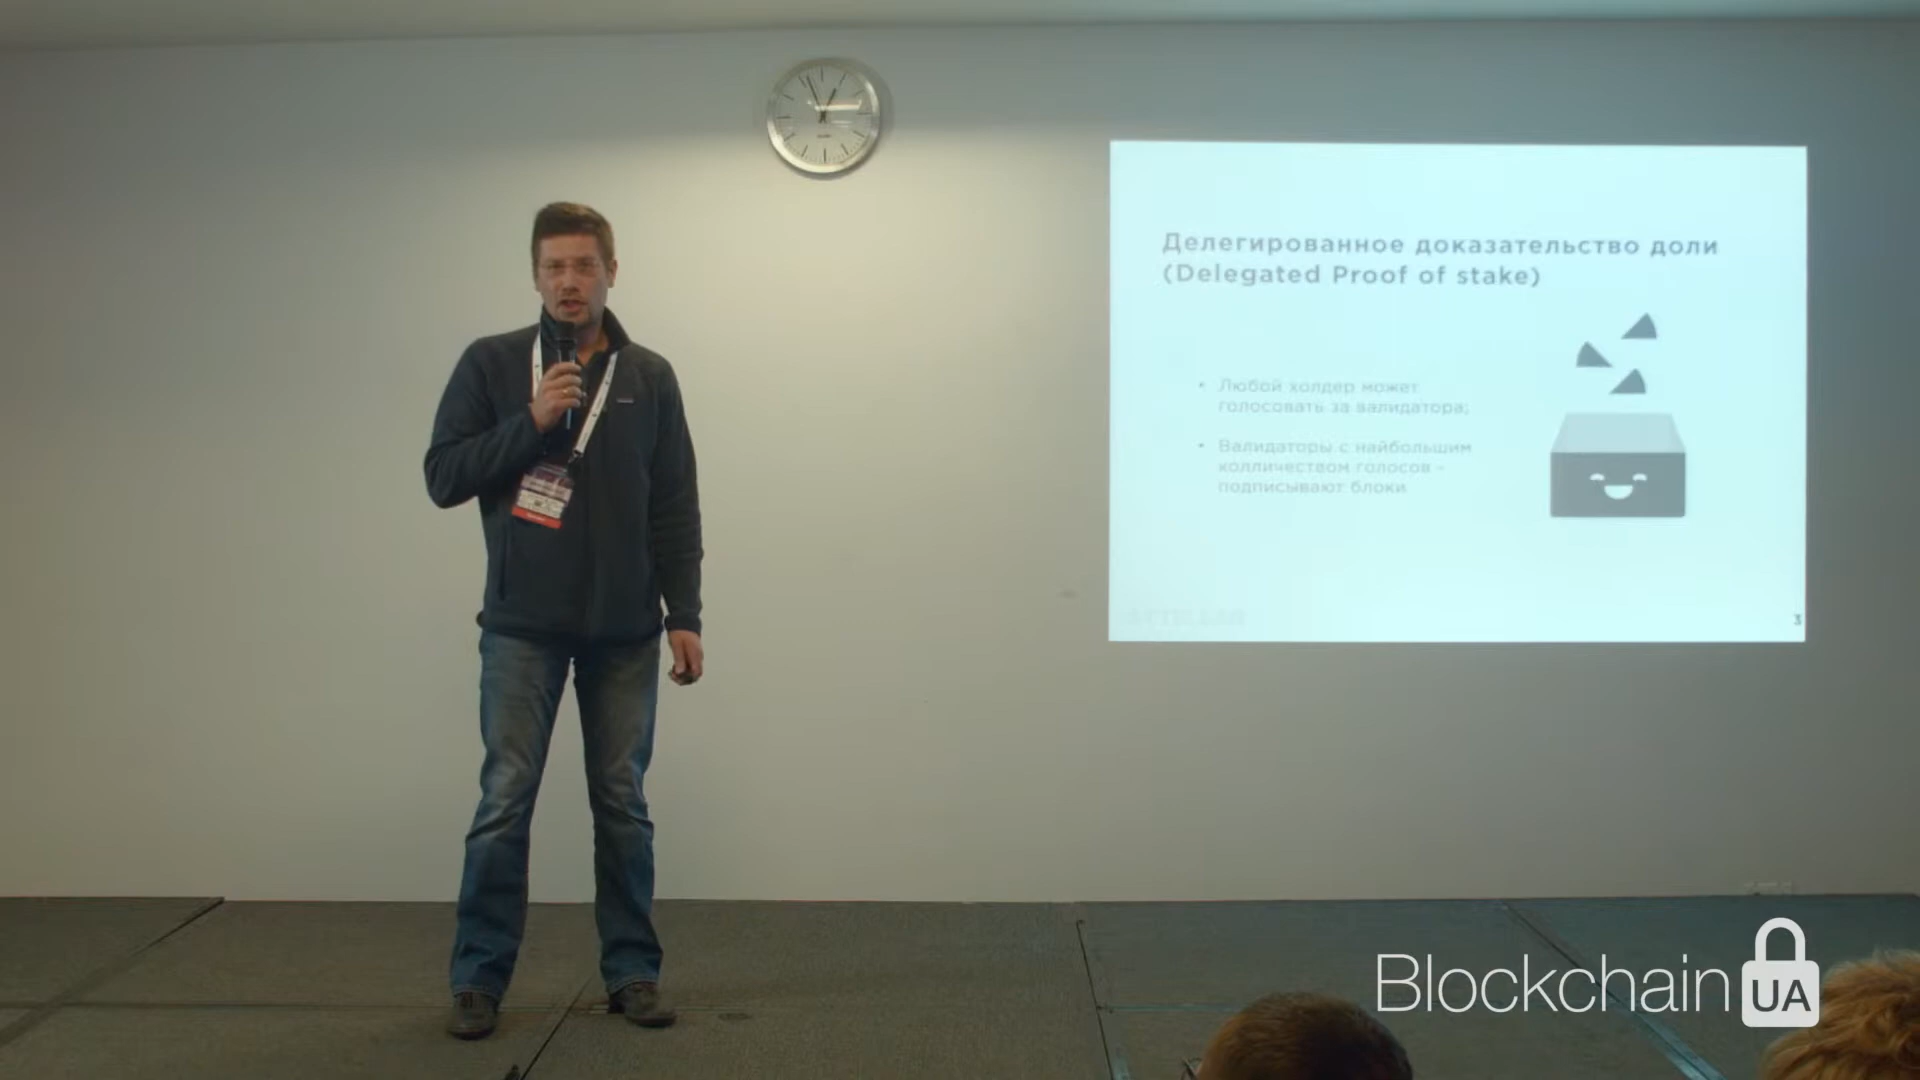 Делегированное доказательство доли
(Delegated Proof of stake)
• Любой холдер может
голосовать за валидатора;
• Валидаторы с найбольшим
колличеством голосов –
подписывают блоки
3
Blockchain UA